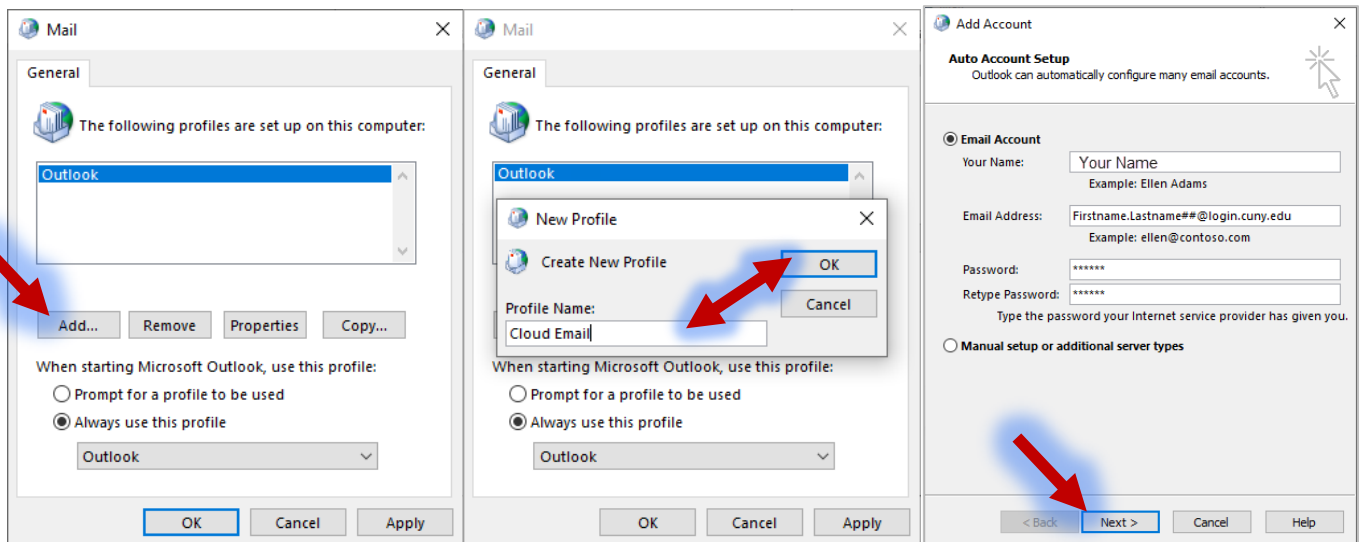 Mail
General
The following profiles are set up on this computer:
Outlook
Add... Remove Properties Copy...
When starting Microsoft Outlook, use this profile:
Prompt for a profile to be used
Always use this profile
Outlook
OK Cancel Apply
Mail
General
The following profiles are set up on this computer:
Outlook
New Profile
Create New Profile
OK
Cancel
Profile Name:
Cloud Email
When starting Microsoft Outlook, use this profile:
Prompt for a profile to be used
Always use this profile
Outlook
OK Cancel Apply
Add Account
Auto Account Setup
Outlook can automatically configure many email accounts.
Email Account
Your Name: Your Name
Example: Ellen Adams
Email Address: Firstname.Lastname##@login.cuny.edu
Example: ellen@contoso.com
Password: ******
Retype Password: ******
Type the password your Internet service provider has given you.
Manual setup or additional server types
< Back Next > Cancel Help